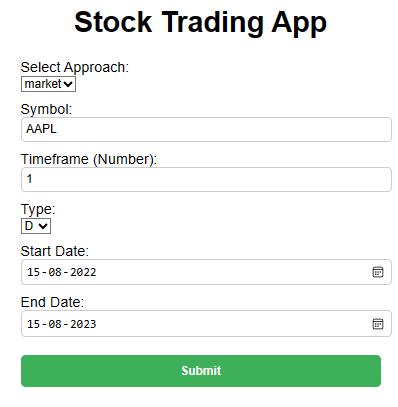 Stock Trading App
Select Approach:
market
Symbol:
AAPL
Timeframe (Number):
1
Type:
D
Start Date:
15-08-2022
End Date:
15-08-2023
Submit